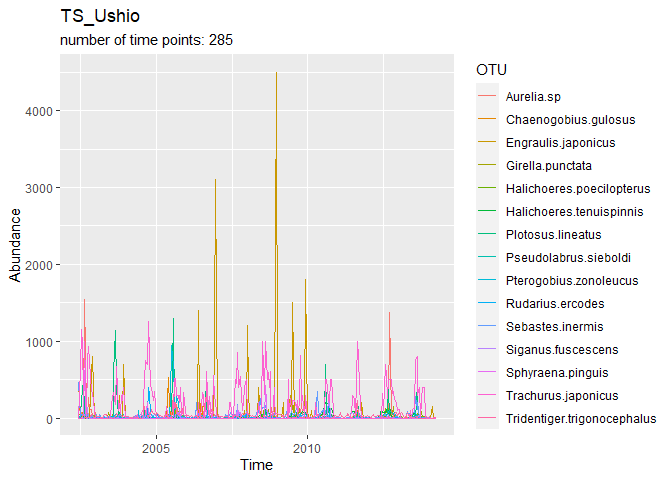 TS_Ushio
number of time points: 285
OTU
Aurelia.sp
Chaenogobius.gulosus
Engraulis.japonicus
Girella.punctata
Halichoeres.poecilopterus
Halichoeres.tenuispinnis
Plotosus.lineatus
Pseudolabrus.sieboldi
Pterogobius.zonoleucus
Rudarius.ercodes
Sebastes.inermis
Siganus.fuscescens
Sphyraena.pinguis
Trachurus.japonicus
Tridentiger.trigonocephalus
Abundance
4000
3000
2000
1000
0
2005
2010
Time